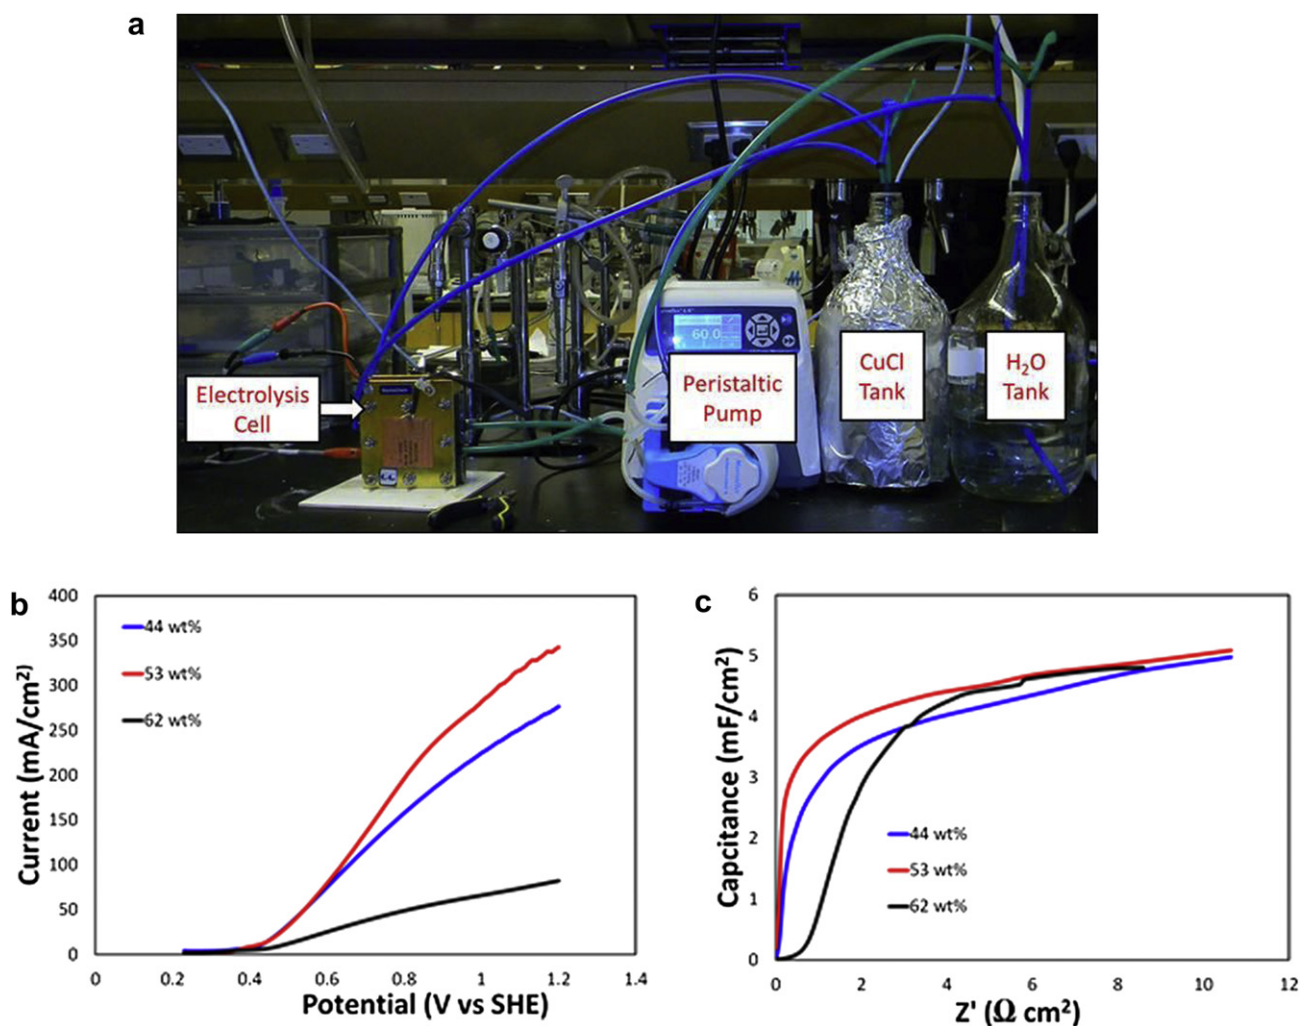 a
60.0
Electrolysis
Cell
Peristaltic
Pump
CuCl
Tank
H₂O
Tank
b
400
350
300
250
200
150
100
50
0
Current (mA/cm²)
44 wt%
53 wt%
62 wt%
0
0.2
0.4
0.6
0.8
1
1.2
1.4
Potential (V vs SHE)
c
6
5
4
3
2
1
0
Capcitance (mF/cm²)
44 wt%
53 wt%
62 wt%
0
2
4
6
8
10
12
Z' (Ω cm²)